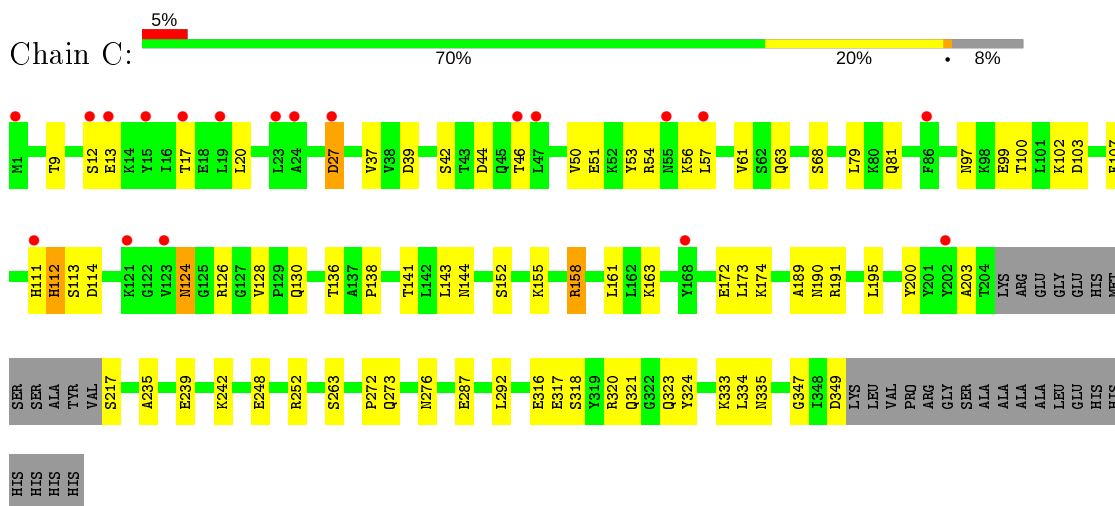 5%
Chain C:
70% 20% • 8%
M1 T9 S12 E13 K14 Y15 I16 T17 E18 L19 L20 L23 A24 D27 V37 V38 D39 S42 T43 D44 Q45 T46 L47 V50 E51 K52 Y53 R54 N55 K56 L57 V61 S62 Q63 S68 L79 K80 Q81 F86 N97 K98 E99 T100 L101 K102 D103
H111 H112 S113 D114 K121 G122 V123 N124 G125 R126 G127 V128 P129 Q130 T136 A137 P138 T141 L142 L143 N144 S152 K155 R158 L161 L162 K163 Y168 E172 L173 K174 A189 N190 R191 L195 Y200 Y201 Y202 A203 T204 LYS ARG GLU GLY GLU HIS MET
SER SER ALA TYR VAL S217 A235 E239 K242 E248 R252 S263 P272 Q273 N276 E287 L292 E316 E317 S318 Y319 R320 Q321 G322 Q323 Y324 K333 L334 N335 G347 I348 D349 LYS LEU VAL PRO ARG GLY SER ALA ALA ALA ALA LEU GLU HIS HIS
HIS HIS HIS HIS